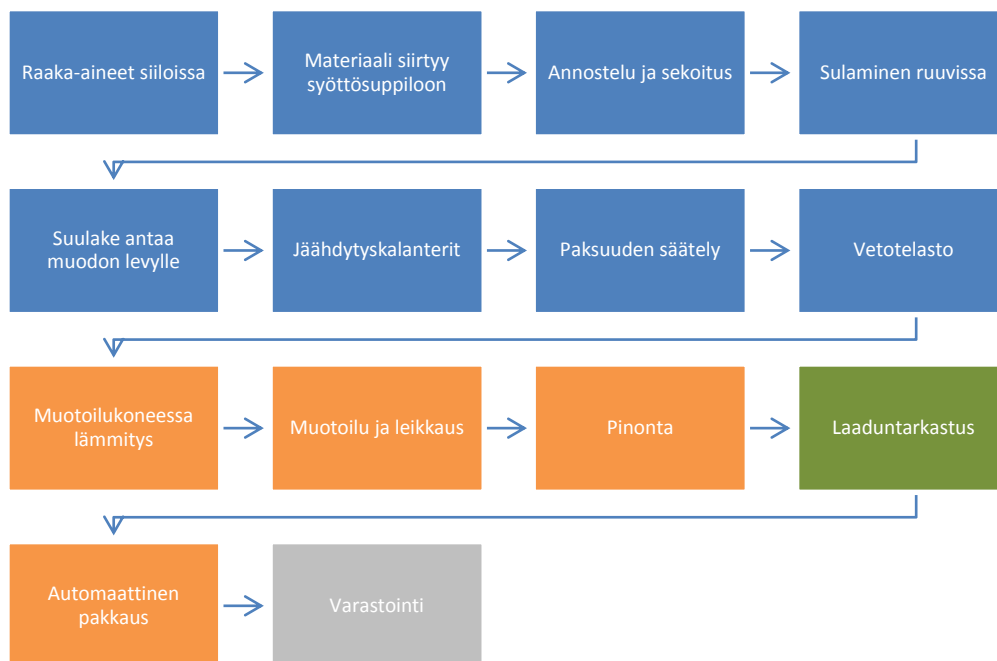 Raaka-aineet siiloissa
Materiaali siirtyy
syöttösuppiloon
Annostelu ja sekoitus
Sulaminen ruuvissa
Suulake antaa
muodon levylle
Jäähdytyskalanterit
Paksuuden säätely
Vetotelasto
Muotoilukoneessa
lämmitys
Muotoilu ja leikkaus
Pinonta
Laaduntarkastus
Automaattinen
pakkaus
Varastointi